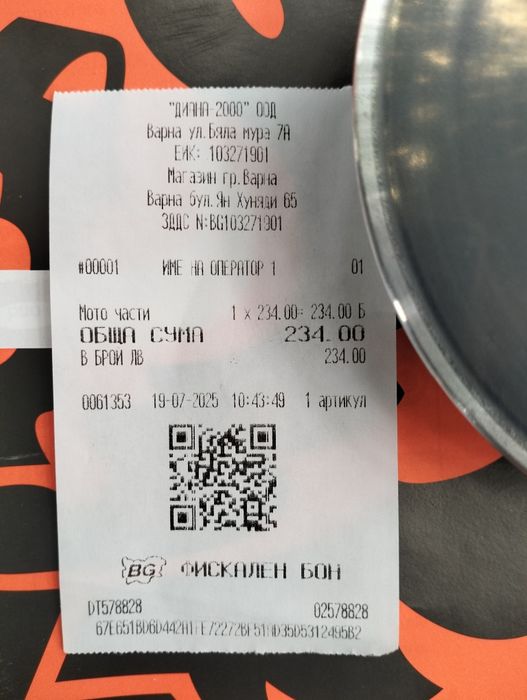 "ДИАНА-2000" ООД
Варна ул.Бяла мура 7А
ЕИК: 103271901
Магазин гр.Варна
Варна бул.Ян Хуняди 65
ЗДДС N:BG103271901
#00001 ИМЕ НА ОПЕРАТОР 1 01
Мото части 1 x 234.00= 234.00 Б
ОБЩА СУМА 234.00
В БРОЙ ЛВ 234.00
0061353 19-07-2025 10:43:49 1 артикул
BG ФИСКАЛЕН БОН
DT578828 02578828